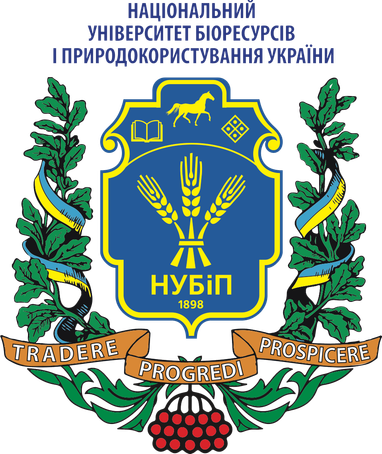 НАЦІОНАЛЬНИЙ
УНІВЕРСИТЕТ БІОРЕСУРСІВ
І ПРИРОДОКОРИСТУВАННЯ УКРАЇНИ
НУБіП
1898
TRADERE
PROGREDI
PROSPICERE